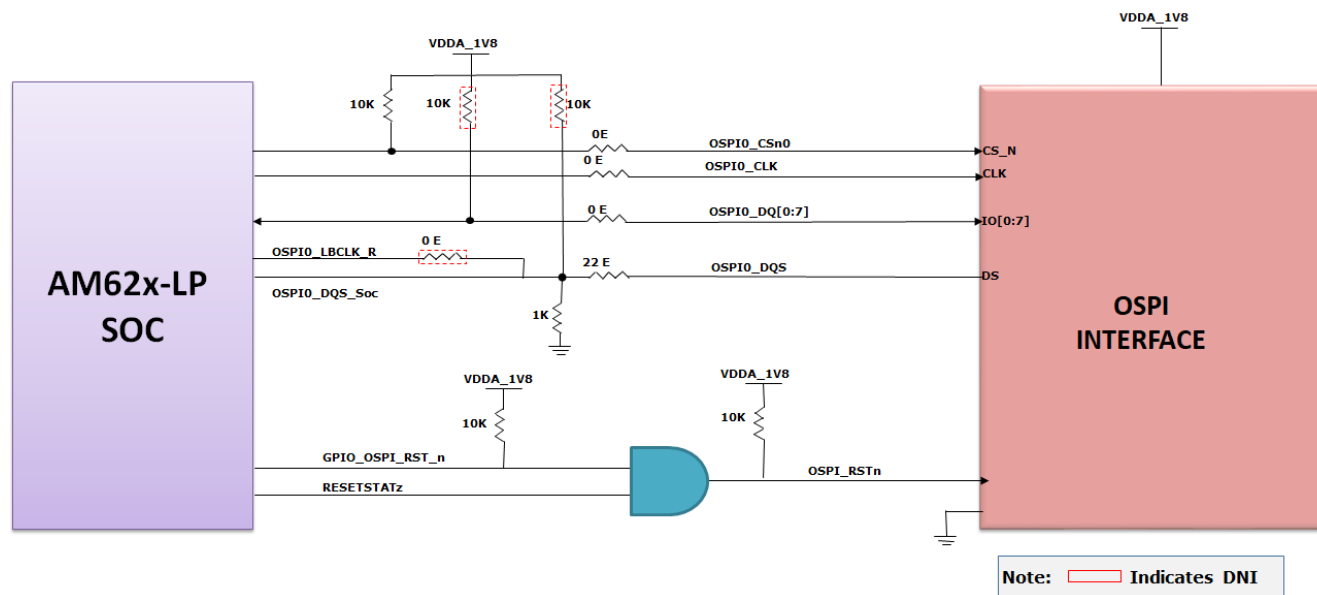 VDDA_1V8
VDDA_1V8
10K
10K
10K
0E
OSPI0_CSn0
CS_N
0 E
OSPI0_CLK
CLK
0 E
OSPI0_DQ[0:7]
IO[0:7]
0 E
OSPI0_LBCLK_R
22 E
OSPI0_DQS
DS
OSPI0_DQS_Soc
1K
AM62x-LP
SOC
OSPI
INTERFACE
VDDA_1V8
VDDA_1V8
10K
10K
GPIO_OSPI_RST_n
OSPI_RSTn
RESETSTATz
Note: Indicates DNI